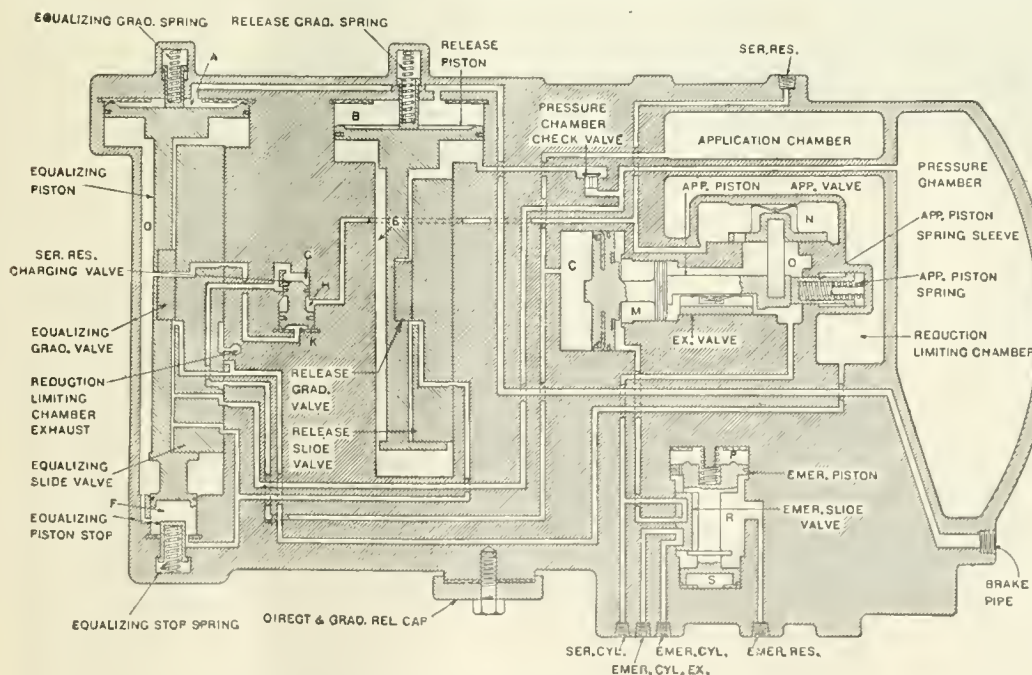 EQUALIZING GRAD. SPRING
RELEASE GRAD. SPRING
A
RELEASE
PISTON
SER. RES.
B
PRESSURE
CHAMBER
CHECK VALVE
APPLICATION CHAMBER
PRESSURE
CHAMBER
EQUALIZING
PISTON
APP. PISTON
APP. VALVE
N
APP. PISTON
SPRING SLEEVE
D
E
SER. RES.
CHARGING VALVE
G
H
C
O
APP. PISTON
SPRING
M
EX. VALVE
EQUALIZING
GRAD. VALVE
K
REDUCTION
LIMITING CHAMBER
REDUCTION
LIMITING
CHAMBER
EXHAUST
RELEASE
GRAD.
VALVE
RELEASE
SLIDE
VALVE
EQUALIZING
SLIDE VALVE
P
EMER. PISTON
F
EQUALIZING
PISTON STOP
R
EMER. SLIDE
VALVE
S
BRAKE
PIPE
EQUALIZING STOP SPRING
DIRECT & GRAD. REL. CAP
SER. CYL.
EMER. CYL.
EMER. RES.
EMER. CYL. EX.